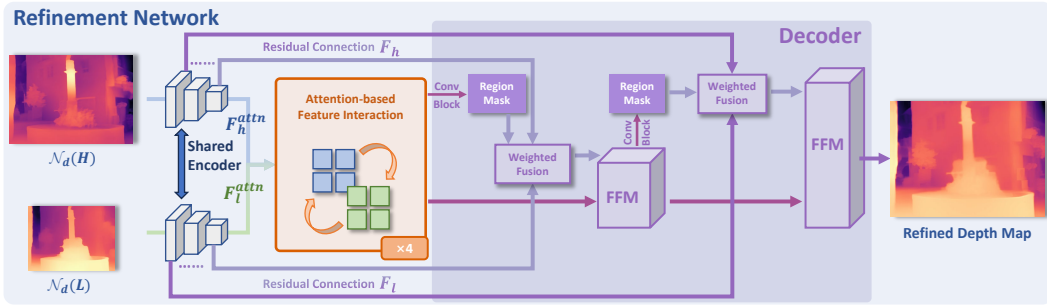 Refinement Network
Decoder
Residual Connection F_h
N_d(H)
F_h^attn
Shared
Encoder
F_l^attn
N_d(L)
Attention-based
Feature Interaction
×4
Conv
Block
Region
Mask
Weighted
Fusion
Region
Mask
Conv
Block
FFM
Weighted
Fusion
FFM
Refined Depth Map
Residual Connection F_l
......
......